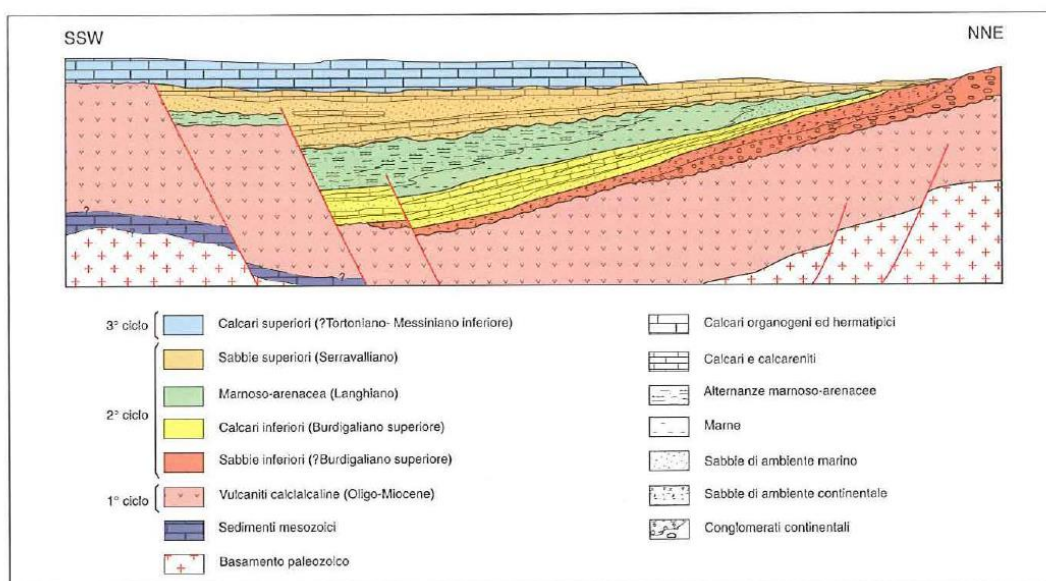 SSW
NNE
?
?
?
3° ciclo
Calcari superiori (?Tortoniano- Messiniano inferiore)
2° ciclo
Sabbie superiori (Serravalliano)
Marnoso-arenacea (Langhiano)
Calcari inferiori (Burdigaliano superiore)
Sabbie inferiori (?Burdigaliano superiore)
1° ciclo
Vulcaniti calcialcaline (Oligo-Miocene)
Sedimenti mesozoici
Basamento paleozoico
Calcari organogeni ed hermatipici
Calcari e calcareniti
Alternanze marnoso-arenacee
Marne
Sabbie di ambiente marino
Sabbie di ambiente continentale
Conglomerati continentali